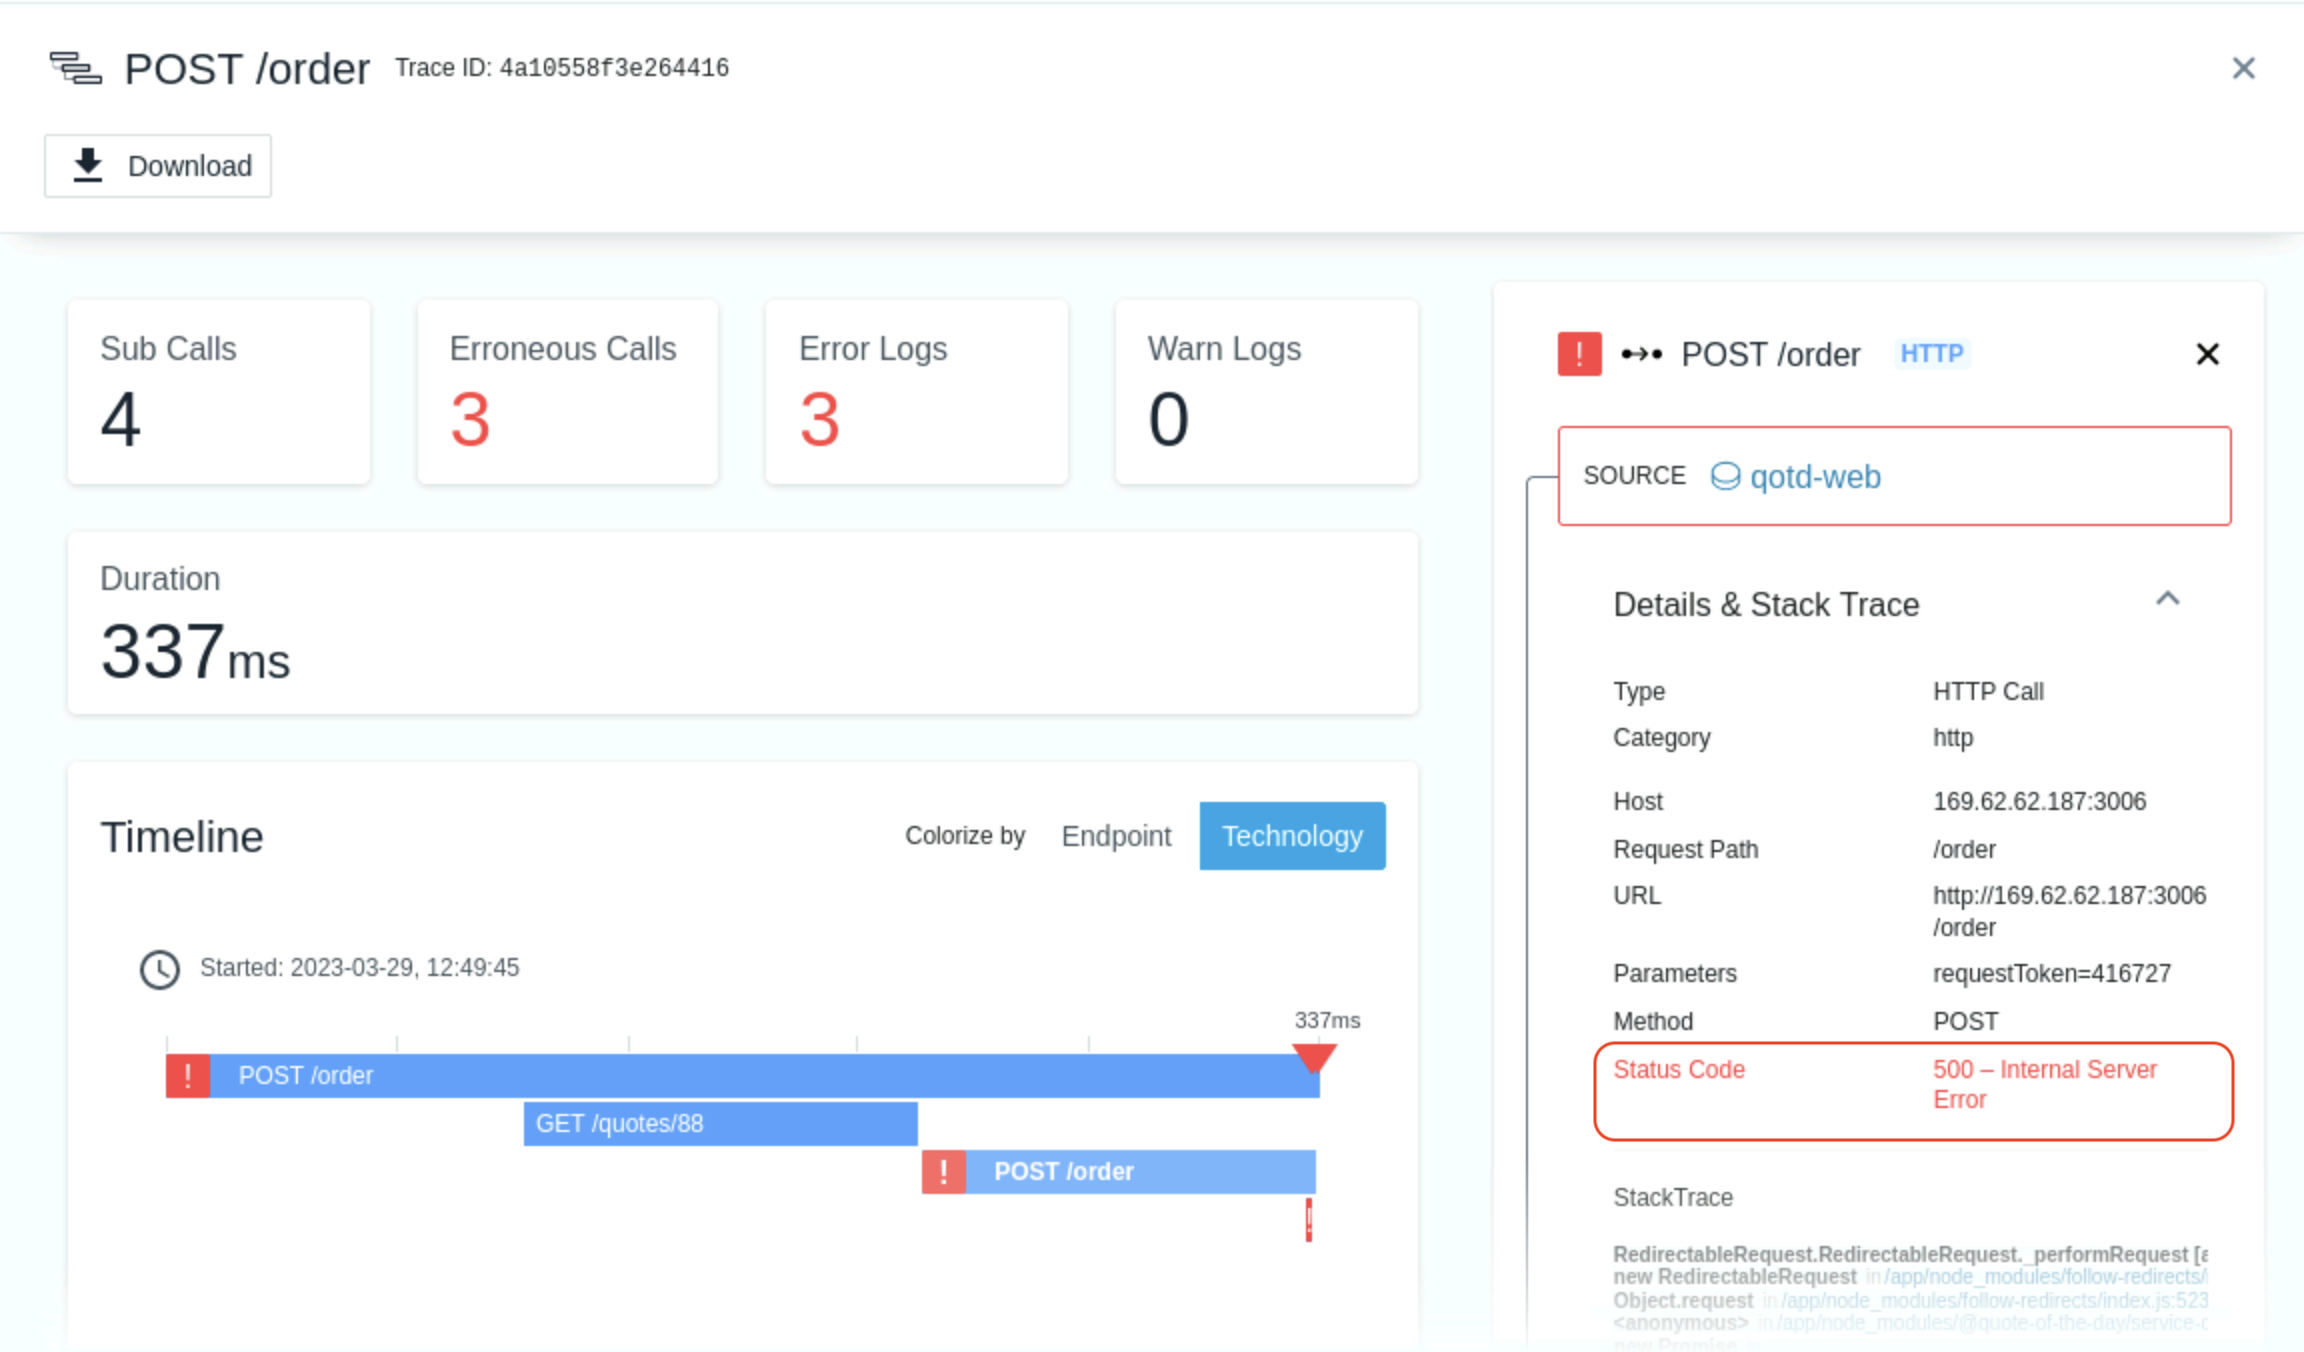 POST /order Trace ID: 4a10558f3e264416
Download
Sub Calls
4
Erroneous Calls
3
Error Logs
3
Warn Logs
0
Duration
337ms
Timeline
Colorize by Endpoint Technology
Started: 2023-03-29, 12:49:45
337ms
! POST /order
GET /quotes/88
! POST /order
!
! POST /order HTTP
SOURCE qotd-web
Details & Stack Trace
Type HTTP Call
Category http
Host 169.62.62.187:3006
Request Path /order
URL http://169.62.62.187:3006
/order
Parameters requestToken=416727
Method POST
Status Code 500 – Internal Server
Error
StackTrace
RedirectableRequest.RedirectableRequest._performRequest [a
new RedirectableRequest in /app/node_modules/follow-redirects/
Object.request in /app/node_modules/follow-redirects/index.js:523
<anonymous> in /app/node_modules/@quote-of-the-day/service-
new Promise